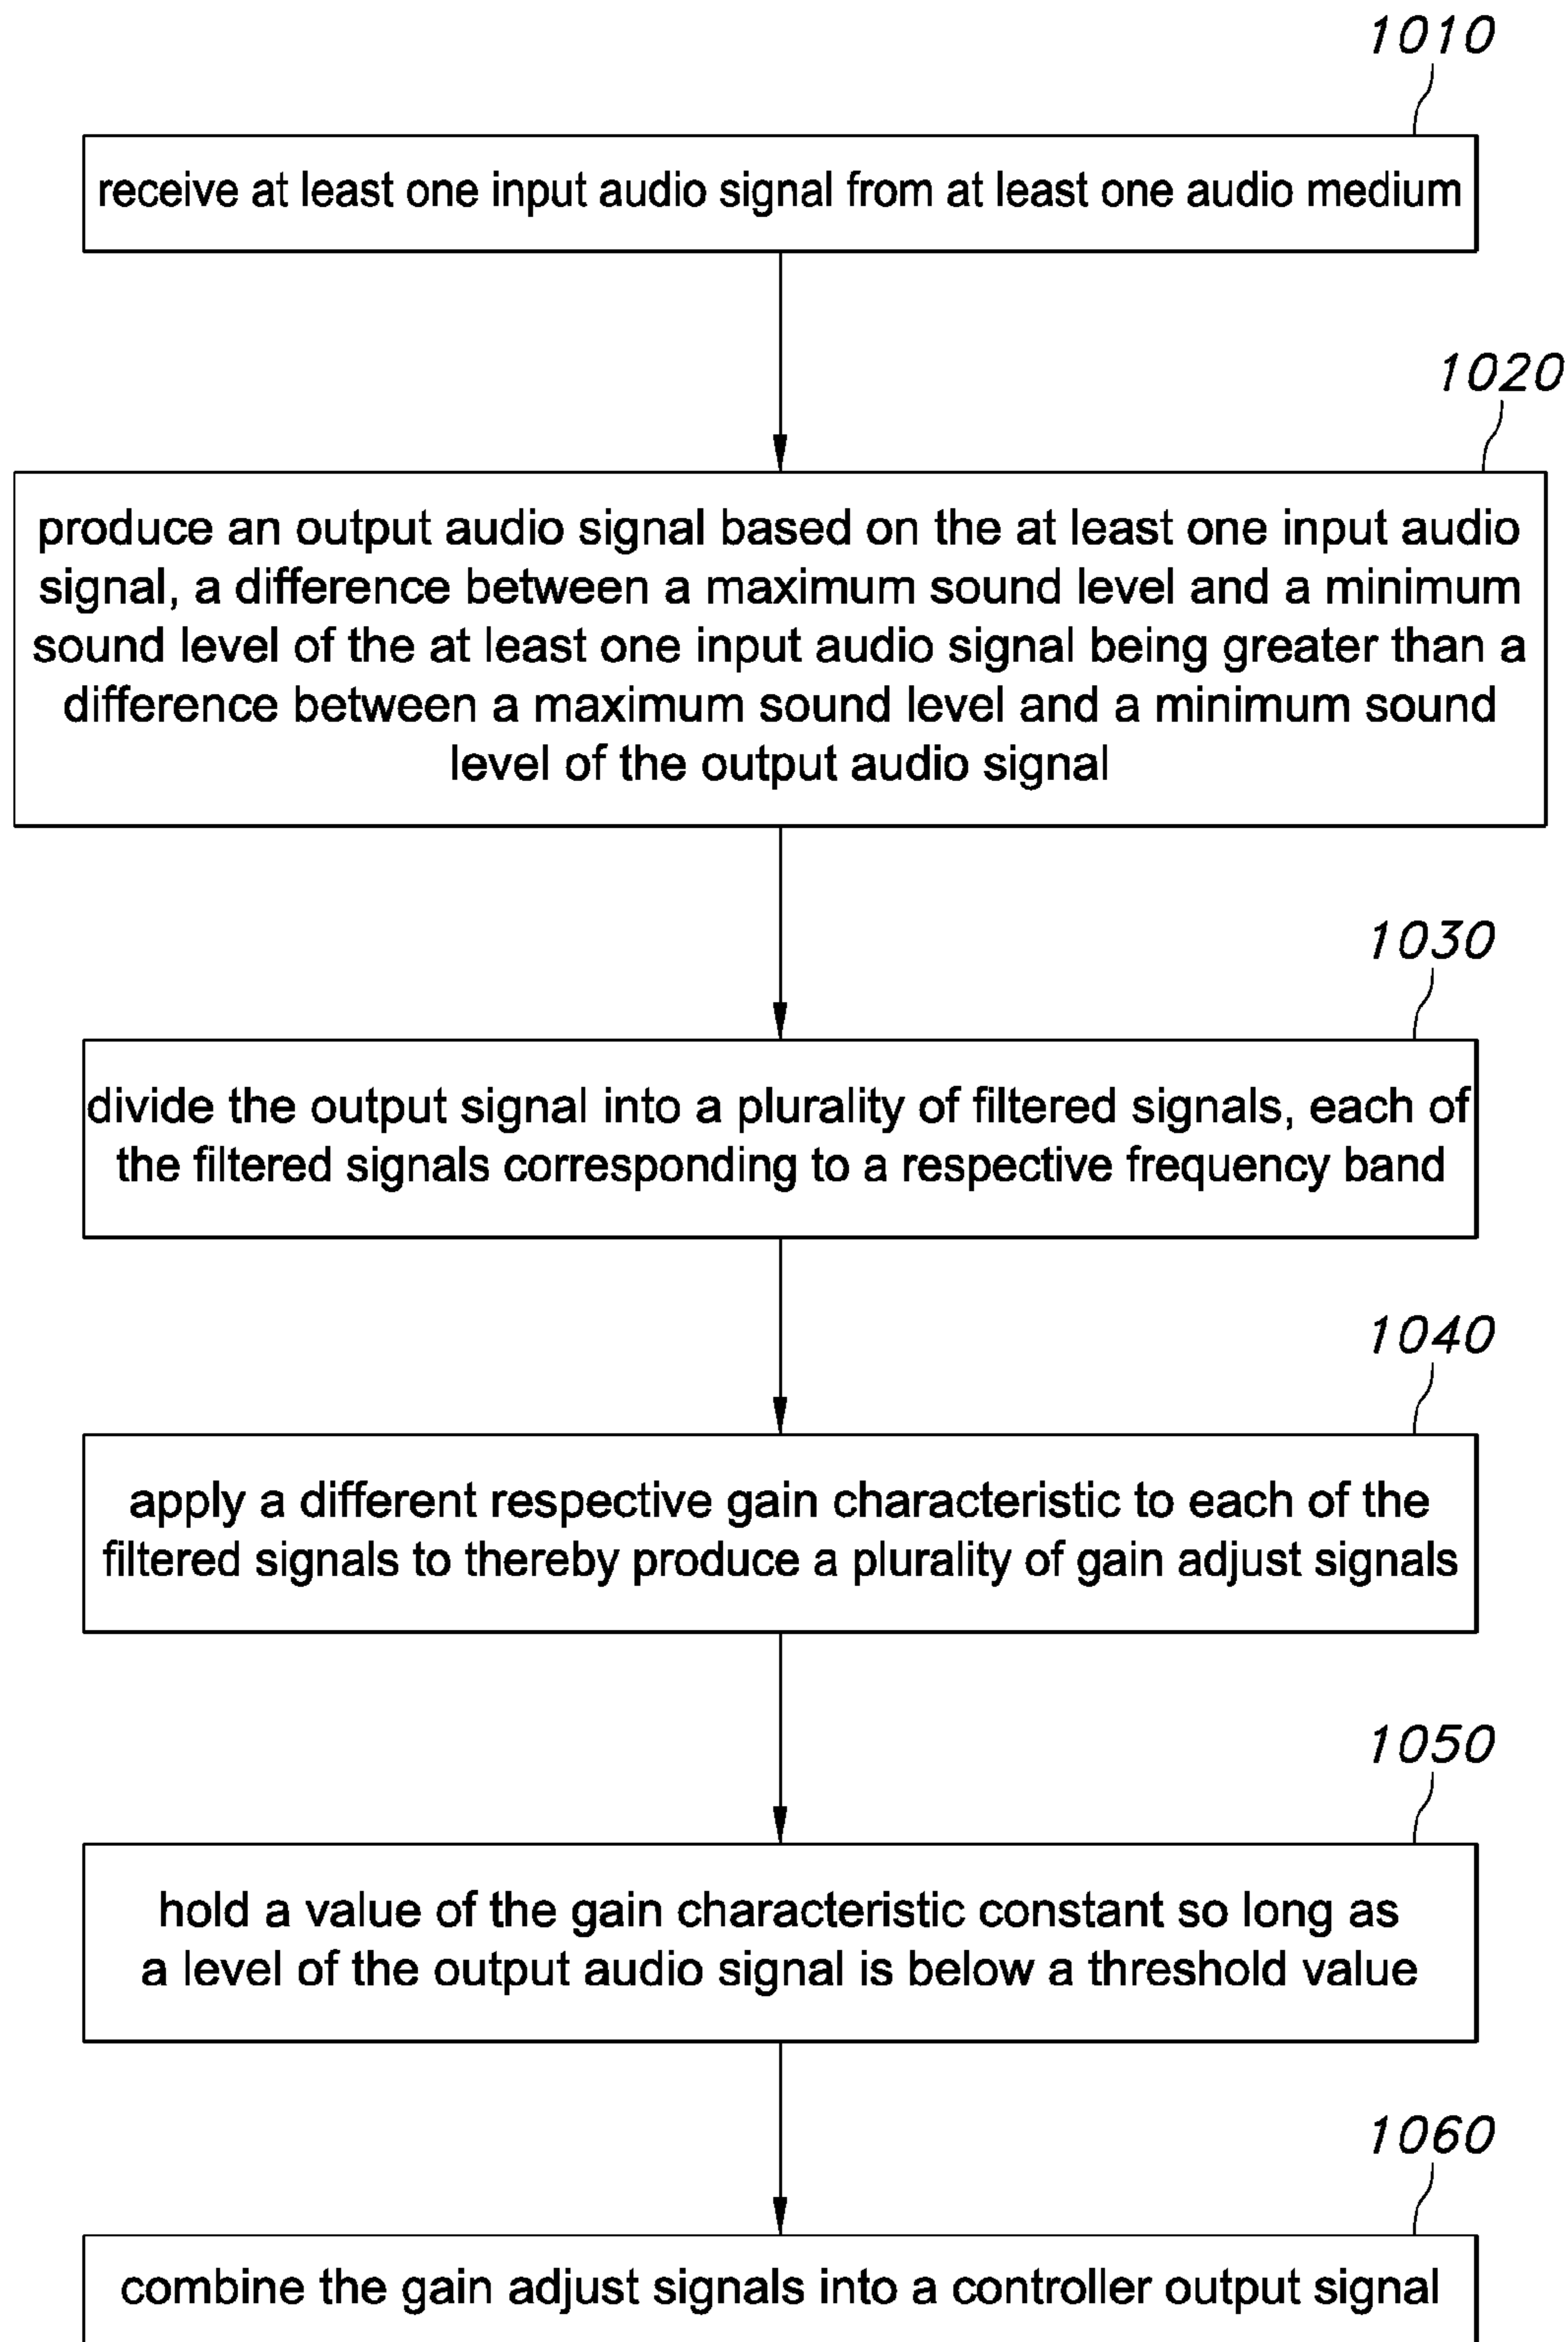 1010
receive at least one input audio signal from at least one audio medium
1020
produce an output audio signal based on the at least one input audio
signal, a difference between a maximum sound level and a minimum
sound level of the at least one input audio signal being greater than a
difference between a maximum sound level and a minimum sound
level of the output audio signal
1030
divide the output signal into a plurality of filtered signals, each of
the filtered signals corresponding to a respective frequency band
1040
apply a different respective gain characteristic to each of the
filtered signals to thereby produce a plurality of gain adjust signals
1050
hold a value of the gain characteristic constant so long as
a level of the output audio signal is below a threshold value
1060
combine the gain adjust signals into a controller output signal